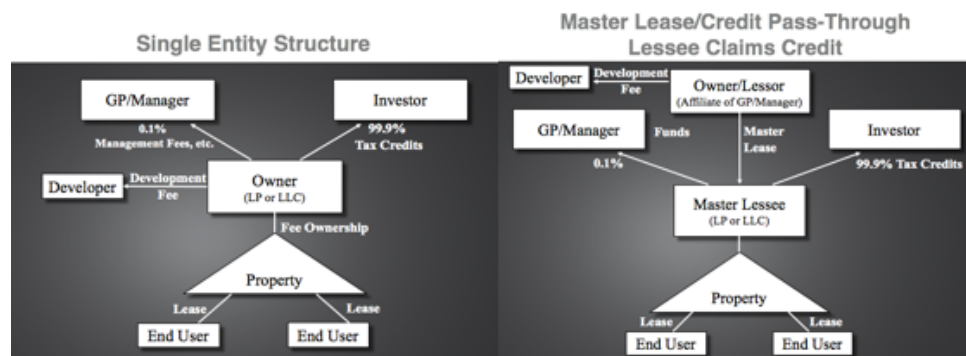 Single Entity Structure
GP/Manager
Investor
0.1%
Management Fees, etc.
99.9%
Tax Credits
Developer
Development
Fee
Owner
(LP or LLC)
Fee Ownership
Property
Lease
Lease
End User
End User
Master Lease/Credit Pass-Through
Lessee Claims Credit
Developer
Development
Fee
Owner/Lessor
(Affiliate of GP/Manager)
GP/Manager
Funds
Master
Lease
Investor
0.1%
99.9% Tax Credits
Master Lessee
(LP or LLC)
Property
Lease
Lease
End User
End User